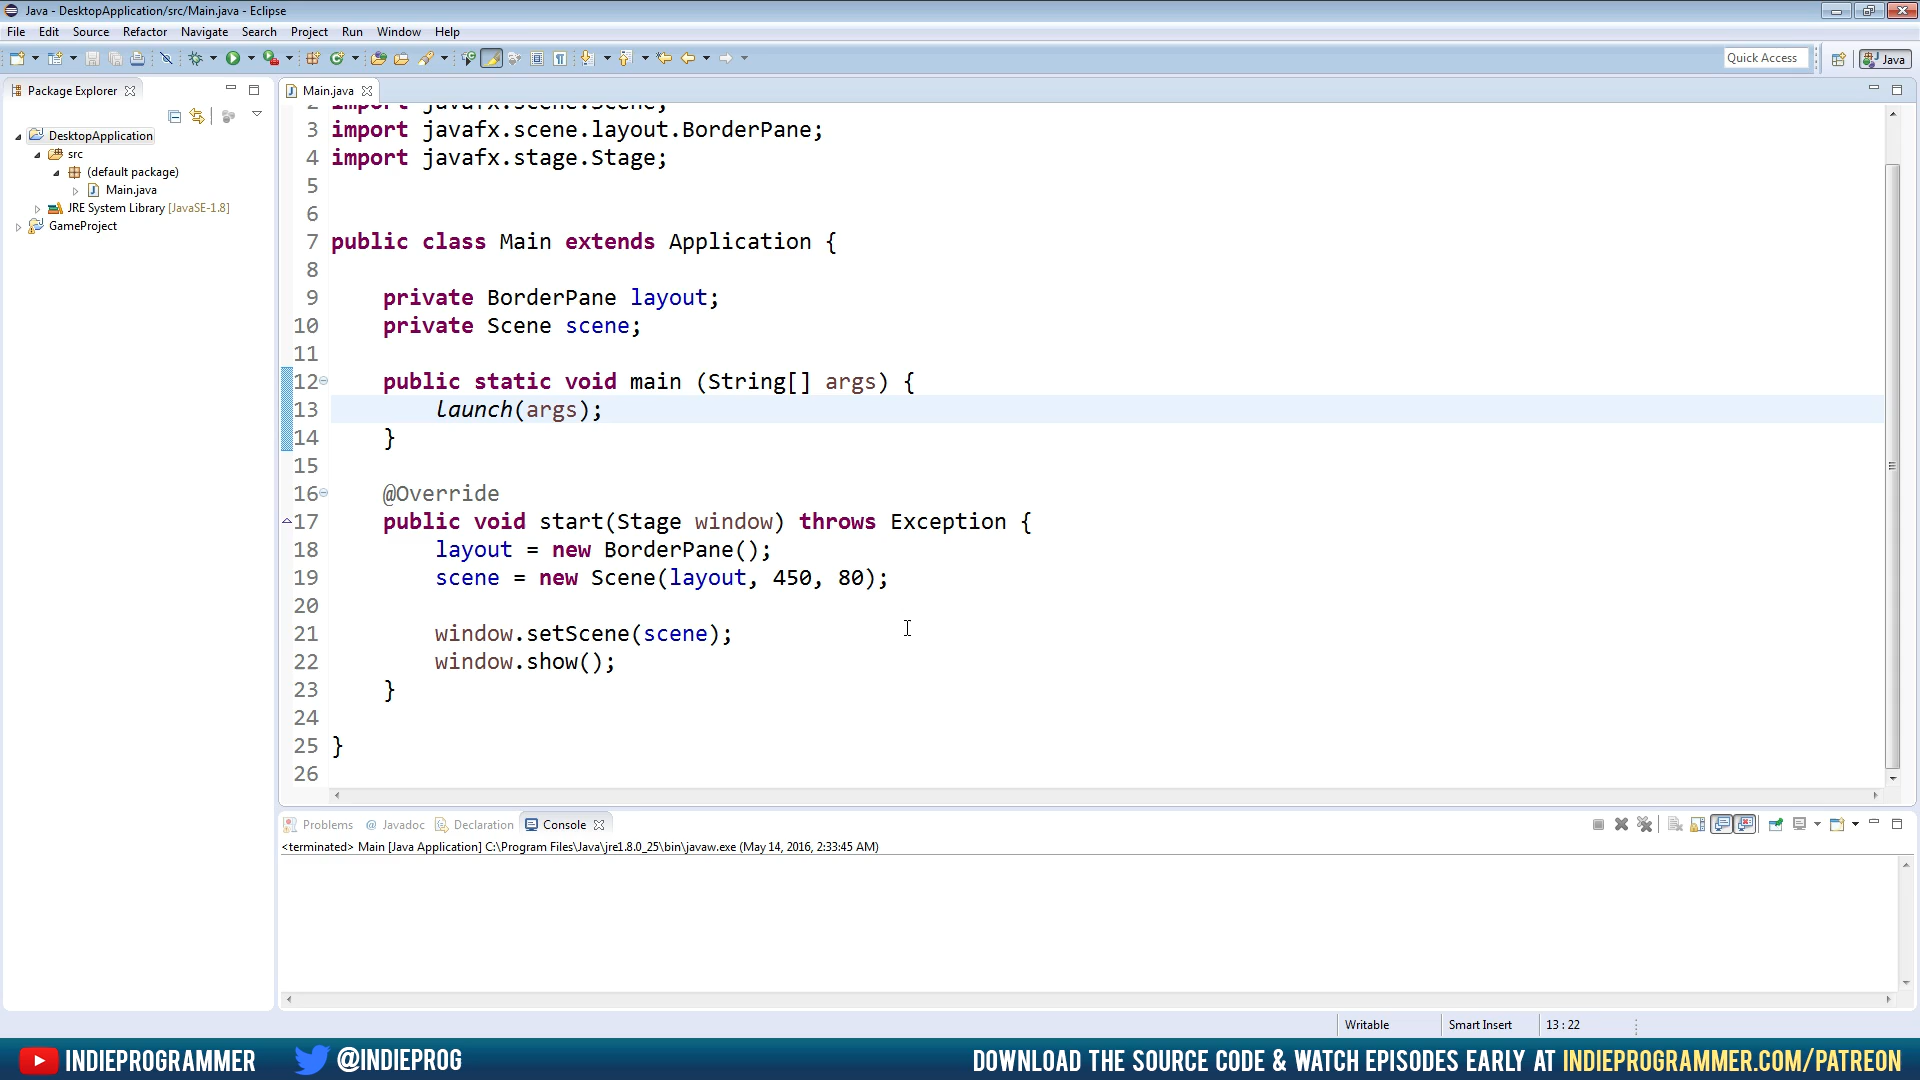 Java - DesktopApplication/src/Main.java - Eclipse
File Edit Source Refactor Navigate Search Project Run Window Help
Quick Access
Java
Package Explorer
DesktopApplication
src
(default package)
Main.java
JRE System Library [JavaSE-1.8]
GameProject
Main.java
2 import javafx.scene.Scene;
3 import javafx.scene.layout.BorderPane;
4 import javafx.stage.Stage;
5
6
7 public class Main extends Application {
8
9 private BorderPane layout;
10 private Scene scene;
11
12 public static void main (String[] args) {
13 launch(args);
14 }
15
16 @Override
17 public void start(Stage window) throws Exception {
18 layout = new BorderPane();
19 scene = new Scene(layout, 450, 80);
20
21 window.setScene(scene);
22 window.show();
23 }
24
25 }
26
Problems @ Javadoc Declaration Console
<terminated> Main [Java Application] C:\Program Files\Java\jre1.8.0_25\bin\javaw.exe (May 14, 2016, 2:33:45 AM)
Writable Smart Insert 13 : 22
INDIEPROGRAMMER @INDIEPROG DOWNLOAD THE SOURCE CODE & WATCH EPISODES EARLY AT INDIEPROGRAMMER.COM/PATREON